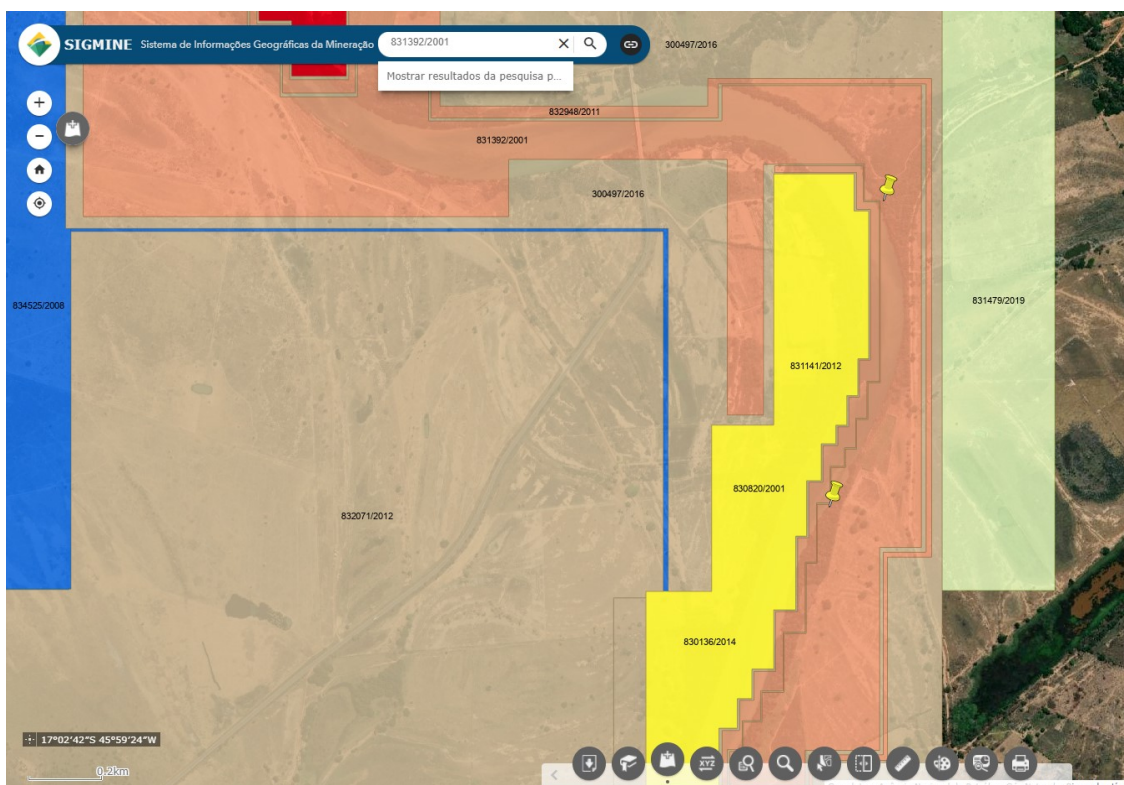 SIGMINE Sistema de Informações Geográficas da Mineração 831392/2001
300497/2016
Mostrar resultados da pesquisa p...
832948/2011
831392/2001
300497/2016
834525/2008
831479/2019
831141/2012
830820/2001
832071/2012
830136/2014
17°02'42"S 45°59'24"W
0,2km
XYZ